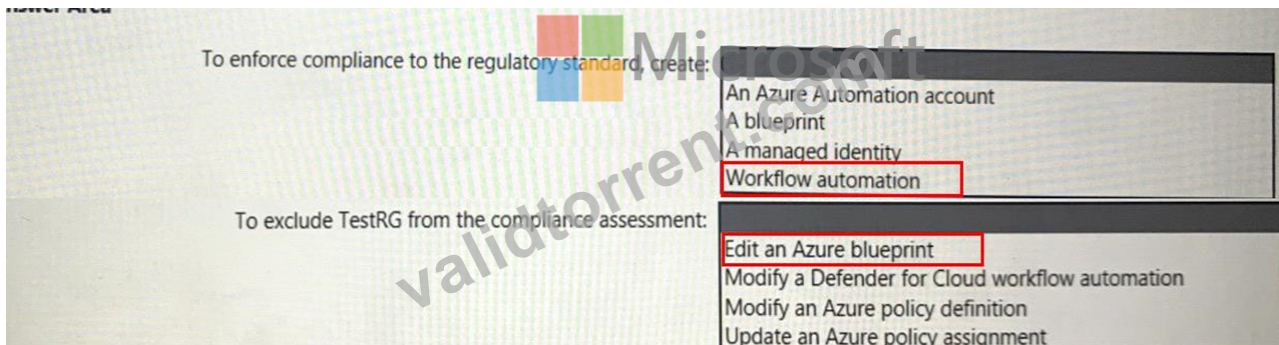 Answer Area
Microsoft
To enforce compliance to the regulatory standard, create:
An Azure Automation account
A blueprint
A managed identity
Workflow automation
To exclude TestRG from the compliance assessment:
Edit an Azure blueprint
Modify a Defender for Cloud workflow automation
Modify an Azure policy definition
Update an Azure policy assignment
validtorrent.com